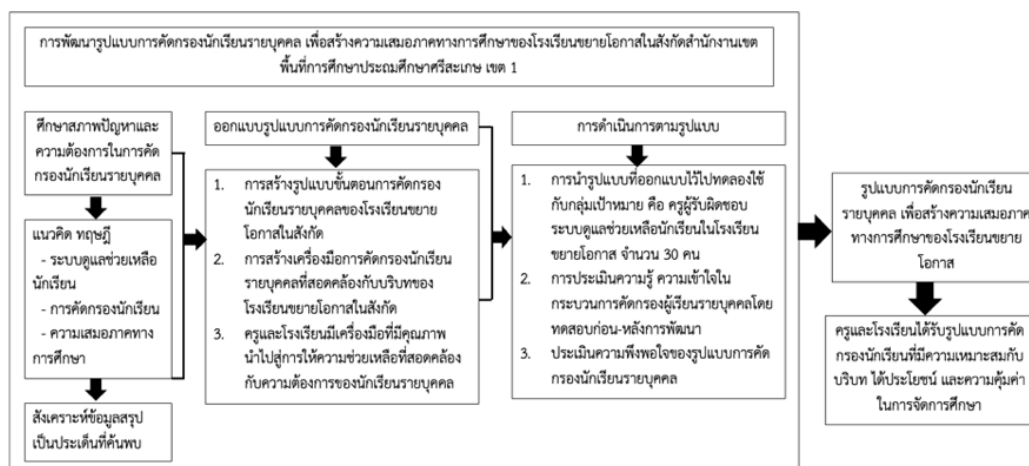 การพัฒนารูปแบบการคัดกรองนักเรียนรายบุคคล เพื่อสร้างความเสมอภาคทางการศึกษาของโรงเรียนขยายโอกาสในสังกัดสำนักงานเขต
พื้นที่การศึกษาประถมศึกษาศรีสะเกษ เขต 1
ศึกษาสภาพปัญหาและ
ความต้องการในการคัด
กรองนักเรียนรายบุคคล
แนวคิด ทฤษฎี
- ระบบดูแลช่วยเหลือ
นักเรียน
- การคัดกรองนักเรียน
- ความเสมอภาคทาง
การศึกษา
สังเคราะห์ข้อมูลสรุป
เป็นประเด็นที่ค้นพบ
ออกแบบรูปแบบการคัดกรองนักเรียนรายบุคคล
1. การสร้างรูปแบบขั้นตอนการคัดกรอง
นักเรียนรายบุคคลของโรงเรียนขยาย
โอกาสในสังกัด
2. การสร้างเครื่องมือการคัดกรองนักเรียน
รายบุคคลที่สอดคล้องกับบริบทของ
โรงเรียนขยายโอกาสในสังกัด
3. ครูและโรงเรียนมีเครื่องมือที่มีคุณภาพ
นำไปสู่การให้ความช่วยเหลือที่สอดคล้อง
กับความต้องการของนักเรียนรายบุคคล
การดำเนินการตามรูปแบบ
1. การนำรูปแบบที่ออกแบบไว้ไปทดลองใช้
กับกลุ่มเป้าหมาย คือ ครูผู้รับผิดชอบ
ระบบดูแลช่วยเหลือนักเรียนในโรงเรียน
ขยายโอกาส จำนวน 30 คน
2. การประเมินความรู้ ความเข้าใจใน
กระบวนการคัดกรองผู้เรียนรายบุคคลโดย
ทดสอบก่อน-หลังการพัฒนา
3. ประเมินความพึงพอใจของรูปแบบการคัด
กรองนักเรียนรายบุคคล
รูปแบบการคัดกรองนักเรียน
รายบุคคล เพื่อสร้างความเสมอภาค
ทางการศึกษาของโรงเรียนขยาย
โอกาส
ครูและโรงเรียนได้รับรูปแบบการคัด
กรองนักเรียนที่มีความเหมาะสมกับ
บริบท ได้ประโยชน์ และความคุ้มค่า
ในการจัดการศึกษา